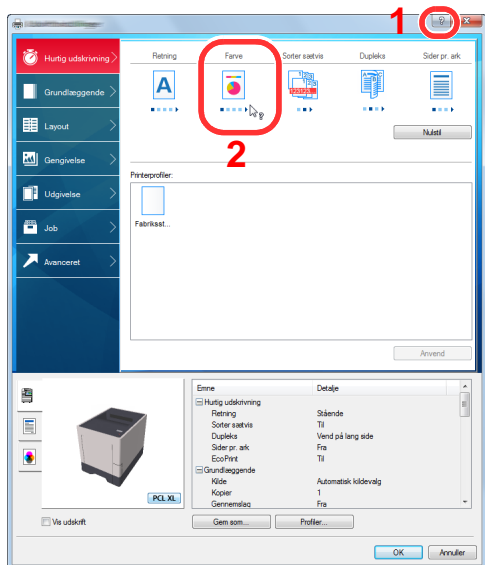 1
?
Hurtig udskrivning
Retning
Farve
Sorter sætvis
Dupleks
Sider pr. ark
Grundlæggende
A
123123
2
Layout
Nulstil
Gengivelse
Printerprofiler:
Udgivelse
Fabriksst...
Job
Avanceret
Anvend
Emne Detalje
Hurtig udskrivning
Retning Stående
Sorter sætvis Til
Dupleks Vend på lang side
Sider pr. ark Fra
EcoPrint Til
Grundlæggende
Kilde Automatisk kildevalg
Kopier 1
Gennemslag Fra
PCL XL
Vis udskrift
Gem som...
Profiler...
OK
Annuller